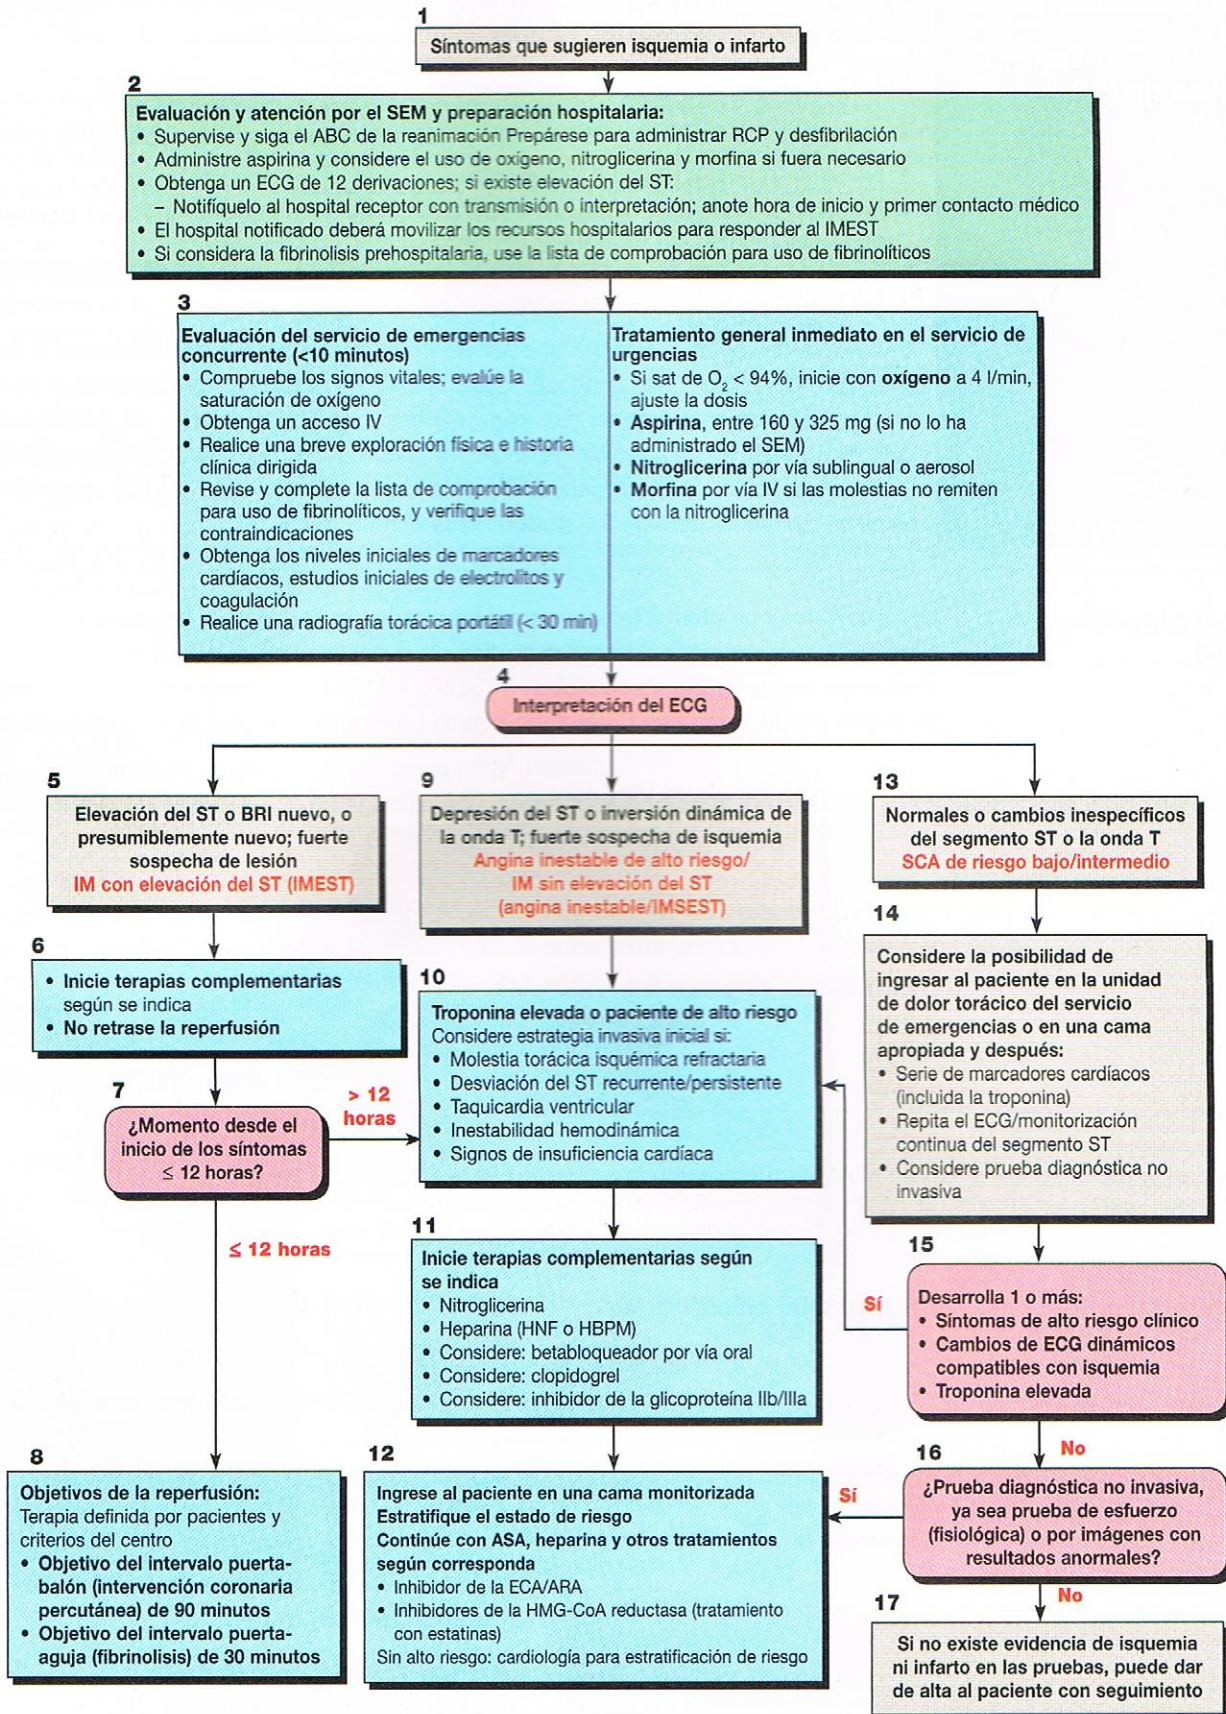 1
Síntomas que sugieren isquemia o infarto
2
Evaluación y atención por el SEM y preparación hospitalaria:
• Supervise y siga el ABC de la reanimación Prepárese para administrar RCP y desfibrilación
• Administre aspirina y considere el uso de oxígeno, nitroglicerina y morfina si fuera necesario
• Obtenga un ECG de 12 derivaciones; si existe elevación del ST:
– Notifíquelo al hospital receptor con transmisión o interpretación; anote hora de inicio y primer contacto médico
• El hospital notificado deberá movilizar los recursos hospitalarios para responder al IMEST
• Si considera la fibrinolisis prehospitalaria, use la lista de comprobación para uso de fibrinolíticos
3
Evaluación del servicio de emergencias
concurrente (<10 minutos)
• Compruebe los signos vitales; evalúe la
saturación de oxígeno
• Obtenga un acceso IV
• Realice una breve exploración física e historia
clínica dirigida
• Revise y complete la lista de comprobación
para uso de fibrinolíticos, y verifique las
contraindicaciones
• Obtenga los niveles iniciales de marcadores
cardíacos, estudios iniciales de electrolitos y
coagulación
• Realice una radiografía torácica portátil (< 30 min)
Tratamiento general inmediato en el servicio de
urgencias
• Si sat de O₂ < 94%, inicie con oxígeno a 4 l/min,
ajuste la dosis
• Aspirina, entre 160 y 325 mg (si no lo ha
administrado el SEM)
• Nitroglicerina por vía sublingual o aerosol
• Morfina por vía IV si las molestias no remiten
con la nitroglicerina
4
Interpretación del ECG
5
Elevación del ST o BRI nuevo, o
presumiblemente nuevo; fuerte
sospecha de lesión
IM con elevación del ST (IMEST)
6
• Inicie terapias complementarias
según se indica
• No retrase la reperfusión
7
¿Momento desde el
inicio de los síntomas
≤ 12 horas?
> 12
horas
≤ 12 horas
8
Objetivos de la reperfusión:
Terapia definida por pacientes y
criterios del centro
• Objetivo del intervalo puerta-
balón (intervención coronaria
percutánea) de 90 minutos
• Objetivo del intervalo puerta-
aguja (fibrinolisis) de 30 minutos
9
Depresión del ST o inversión dinámica de
la onda T; fuerte sospecha de isquemia
Angina inestable de alto riesgo/
IM sin elevación del ST
(angina inestable/IMSEST)
10
Troponina elevada o paciente de alto riesgo
Considere estrategia invasiva inicial si:
• Molestia torácica isquémica refractaria
• Desviación del ST recurrente/persistente
• Taquicardia ventricular
• Inestabilidad hemodinámica
• Signos de insuficiencia cardíaca
11
Inicie terapias complementarias según
se indica
• Nitroglicerina
• Heparina (HNF o HBPM)
• Considere: betabloqueador por vía oral
• Considere: clopidogrel
• Considere: inhibidor de la glicoproteína IIb/IIIa
12
Ingrese al paciente en una cama monitorizada
Estratifique el estado de riesgo
Continúe con ASA, heparina y otros tratamientos
según corresponda
• Inhibidor de la ECA/ARA
• Inhibidores de la HMG-CoA reductasa (tratamiento
con estatinas)
Sin alto riesgo: cardiología para estratificación de riesgo
13
Normales o cambios inespecíficos
del segmento ST o la onda T
SCA de riesgo bajo/intermedio
14
Considere la posibilidad de
ingresar al paciente en la unidad
de dolor torácico del servicio
de emergencias o en una cama
apropiada y después:
• Serie de marcadores cardíacos
(incluida la troponina)
• Repita el ECG/monitorización
continua del segmento ST
• Considere prueba diagnóstica no
invasiva
15
Desarrolla 1 o más:
• Síntomas de alto riesgo clínico
• Cambios de ECG dinámicos
compatibles con isquemia
• Troponina elevada
Sí
No
16
¿Prueba diagnóstica no invasiva,
ya sea prueba de esfuerzo
(fisiológica) o por imágenes con
resultados anormales?
Sí
No
17
Si no existe evidencia de isquemia
ni infarto en las pruebas, puede dar
de alta al paciente con seguimiento